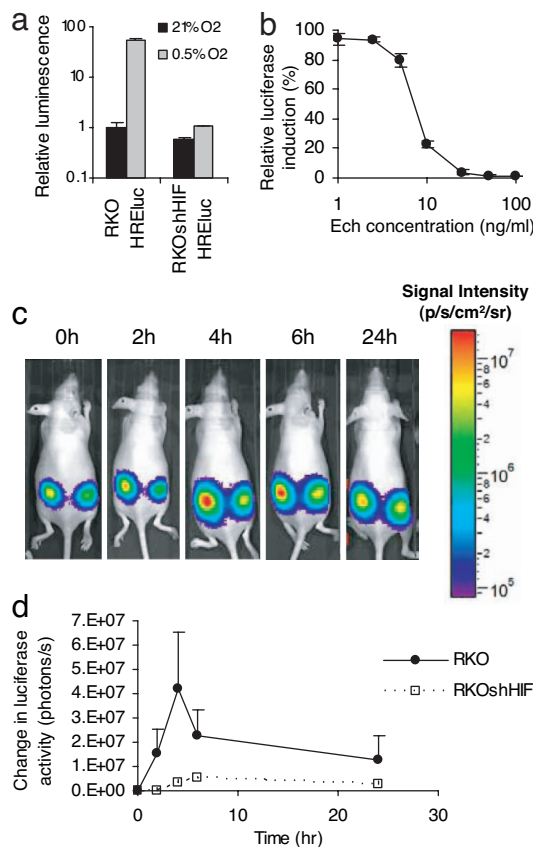 a
21%O2
0.5%O2
Relative luminescence
100
10
1
0.1
RKO
HREluc
RKOshHIF
HREluc
b
Relative luciferase
induction (%)
100
80
60
40
20
0
1
10
100
Ech concentration (ng/ml)
c
0h
2h
4h
6h
24h
Signal Intensity
(p/s/cm²/sr)
10⁷
8
6
4
2
10⁶
8
6
4
2
10⁵
d
Change in luciferase
activity (photons/s)
7.E+07
6.E+07
5.E+07
4.E+07
3.E+07
2.E+07
1.E+07
0.E+00
0
10
20
30
Time (hr)
RKO
RKOshHIF